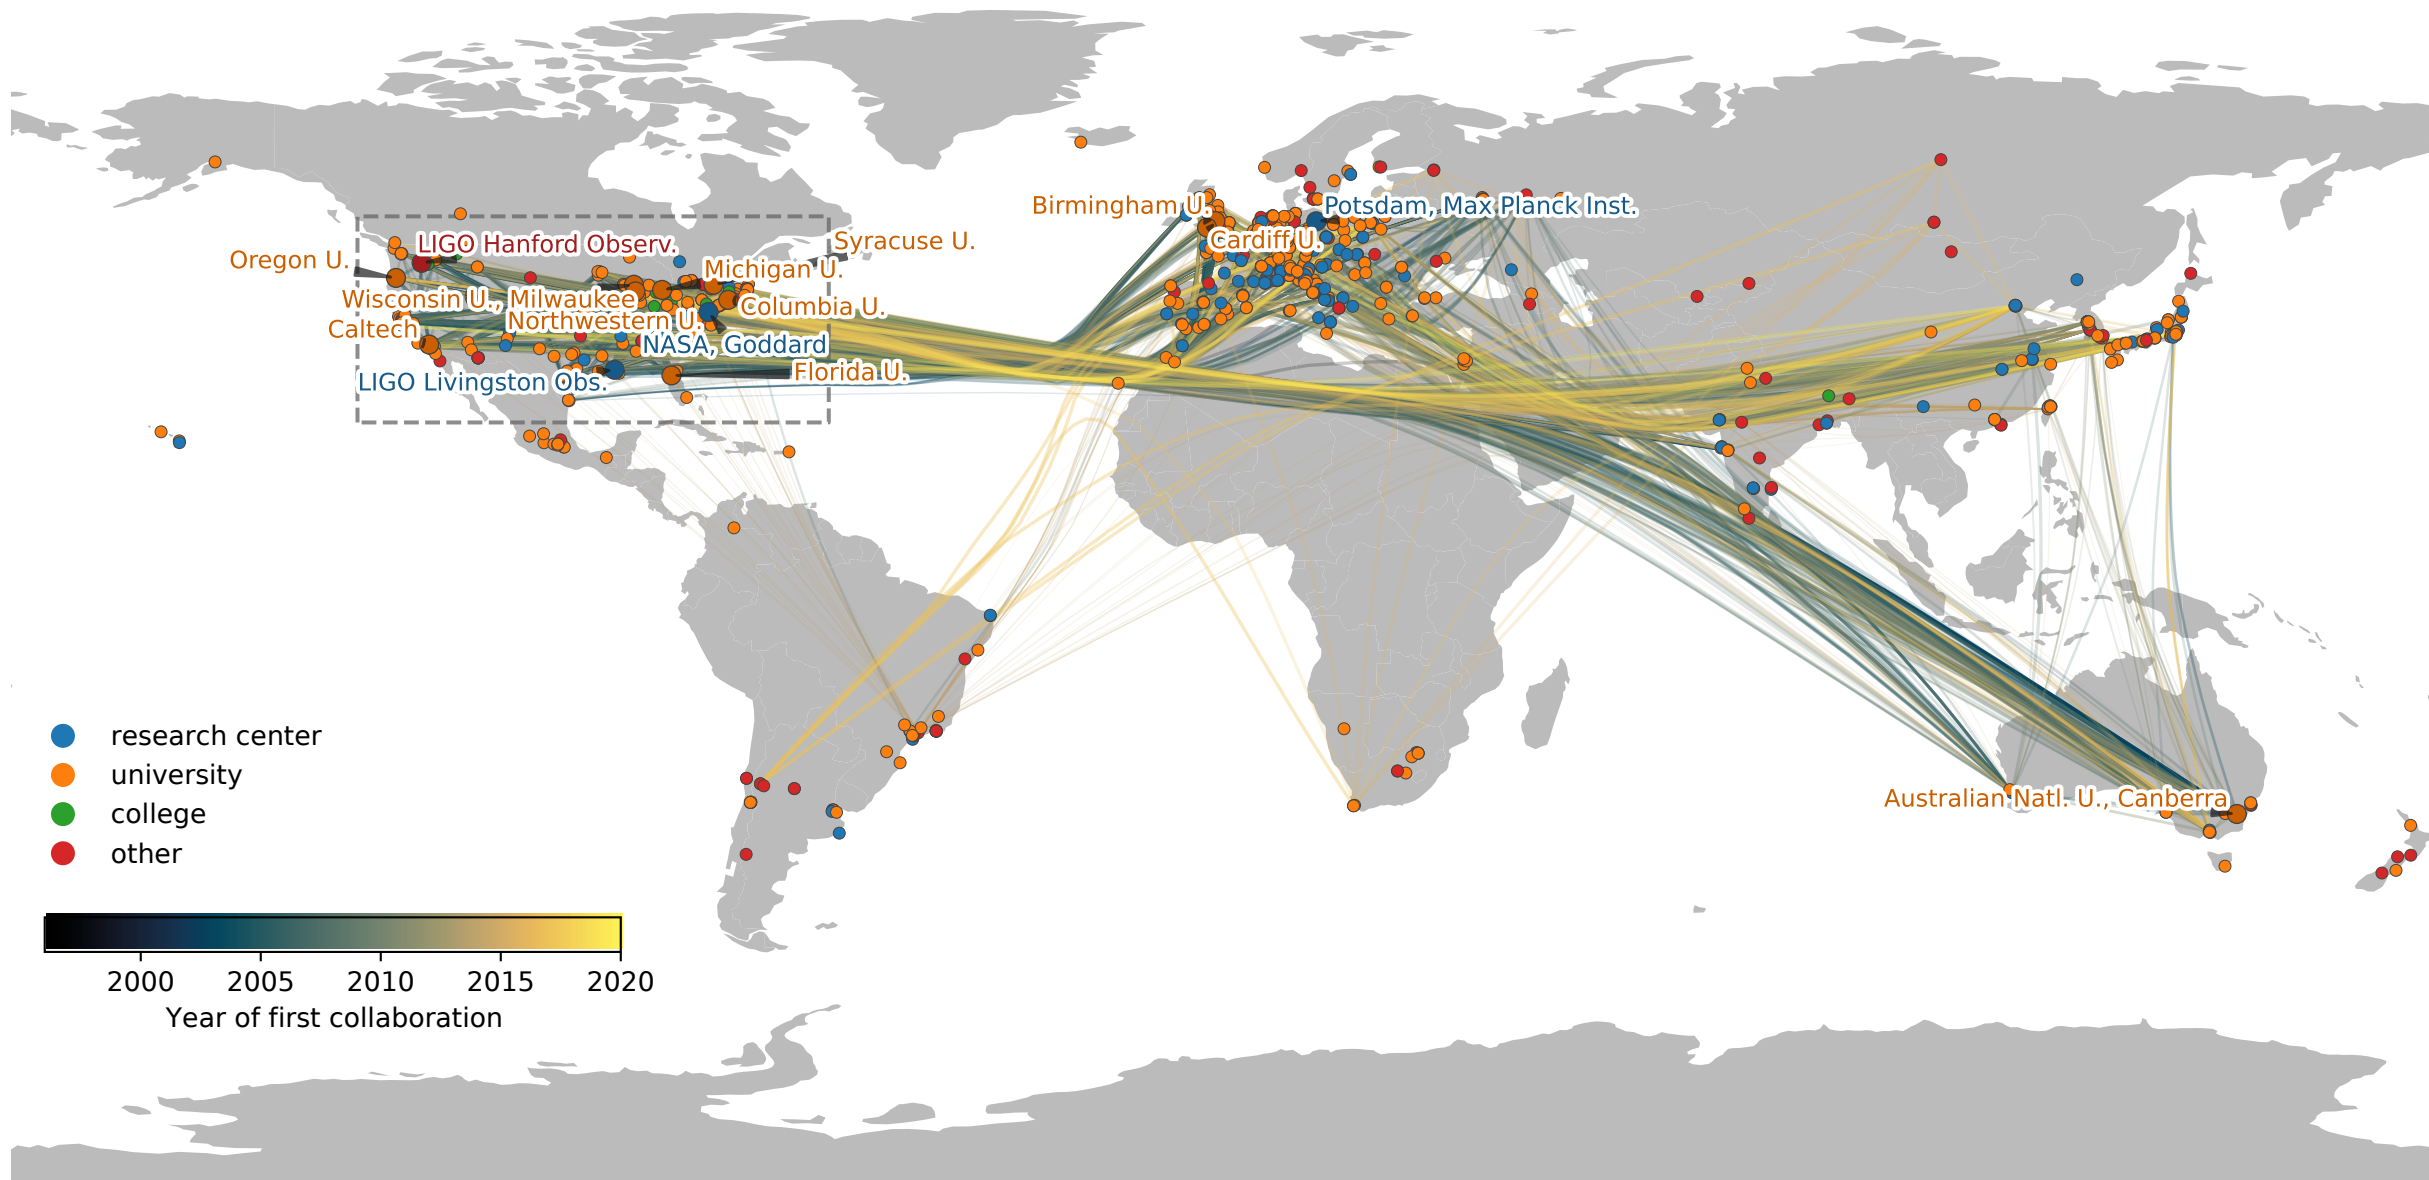 Birmingham U.
Potsdam, Max Planck Inst.
Cardiff U.
Syracuse U.
LIGO Hanford Observ.
Oregon U.
Michigan U.
Wisconsin U., Milwaukee
Columbia U.
Northwestern U.
Caltech
NASA, Goddard
Florida U.
LIGO Livingston Obs.
Australian Natl. U., Canberra
research center
university
college
other
2000 2005 2010 2015 2020
Year of first collaboration